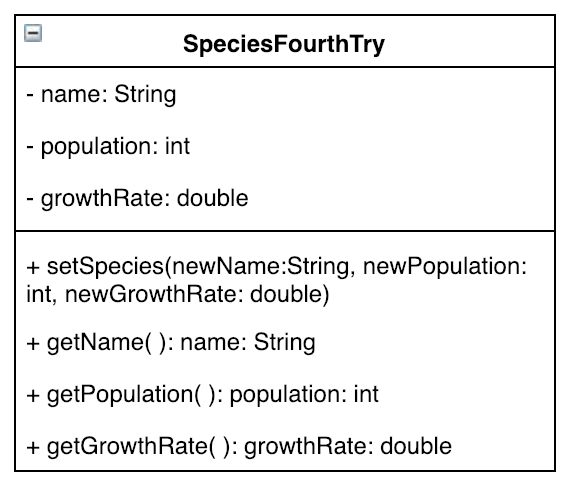 SpeciesFourthTry
- name: String
- population: int
- growthRate: double
+ setSpecies(newName:String, newPopulation:
int, newGrowthRate: double)
+ getName( ): name: String
+ getPopulation( ): population: int
+ getGrowthRate( ): growthRate: double